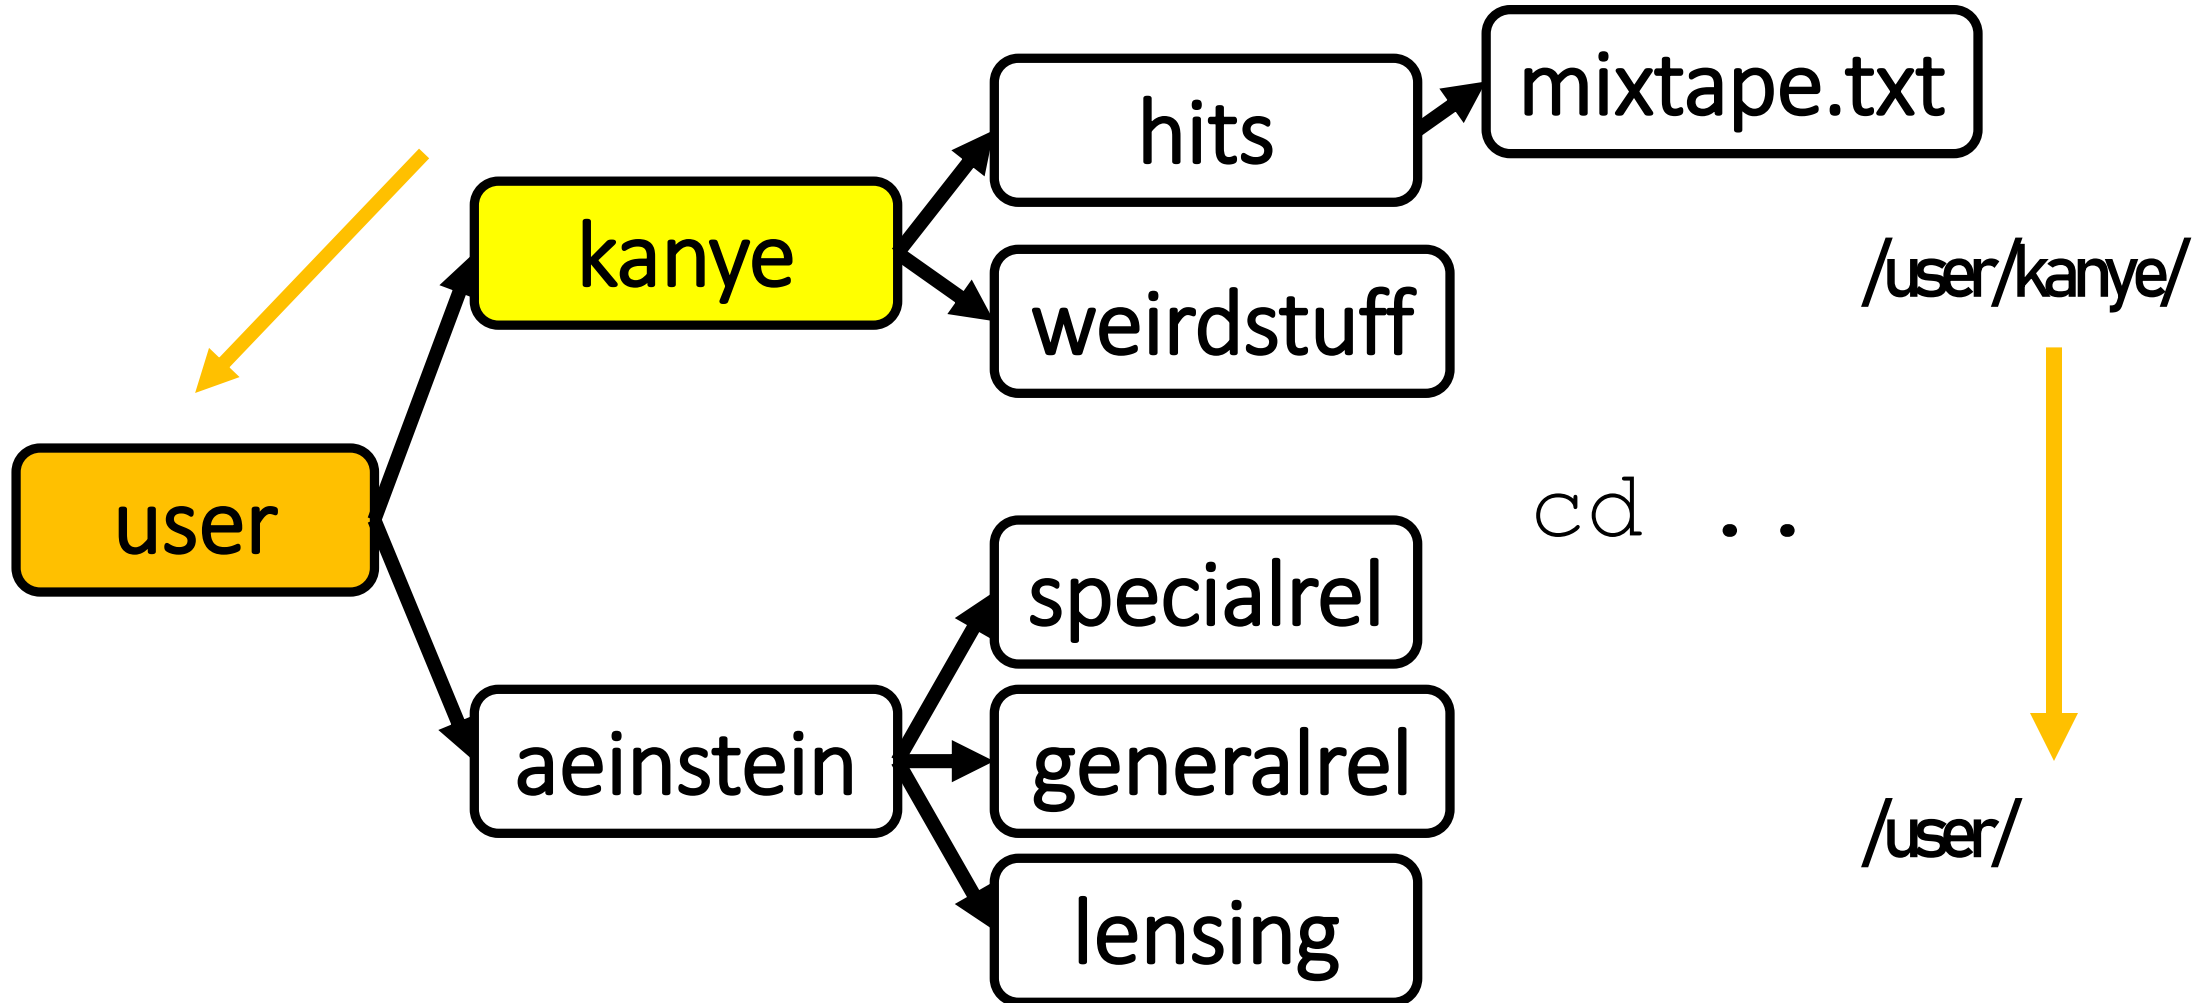 mixtape.txt
hits
kanye
/user/kanye/
weirdstuff
user
cd ..
specialrel
aeinstein
generalrel
/user/
lensing